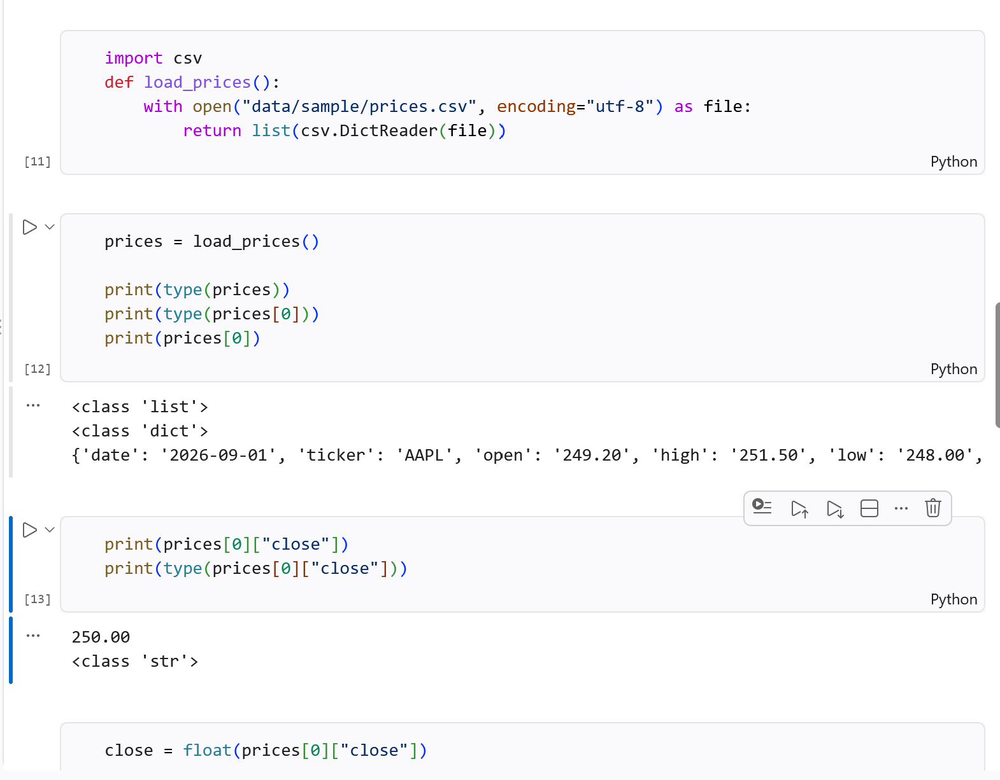 import csv
def load_prices():
    with open("data/sample/prices.csv", encoding="utf-8") as file:
        return list(csv.DictReader(file))
[11]
Python
prices = load_prices()
print(type(prices))
print(type(prices[0]))
print(prices[0])
[12]
Python
<class 'list'>
<class 'dict'>
{'date': '2026-09-01', 'ticker': 'AAPL', 'open': '249.20', 'high': '251.50', 'low': '248.00',
print(prices[0]["close"])
print(type(prices[0]["close"]))
[13]
Python
250.00
<class 'str'>
close = float(prices[0]["close"])